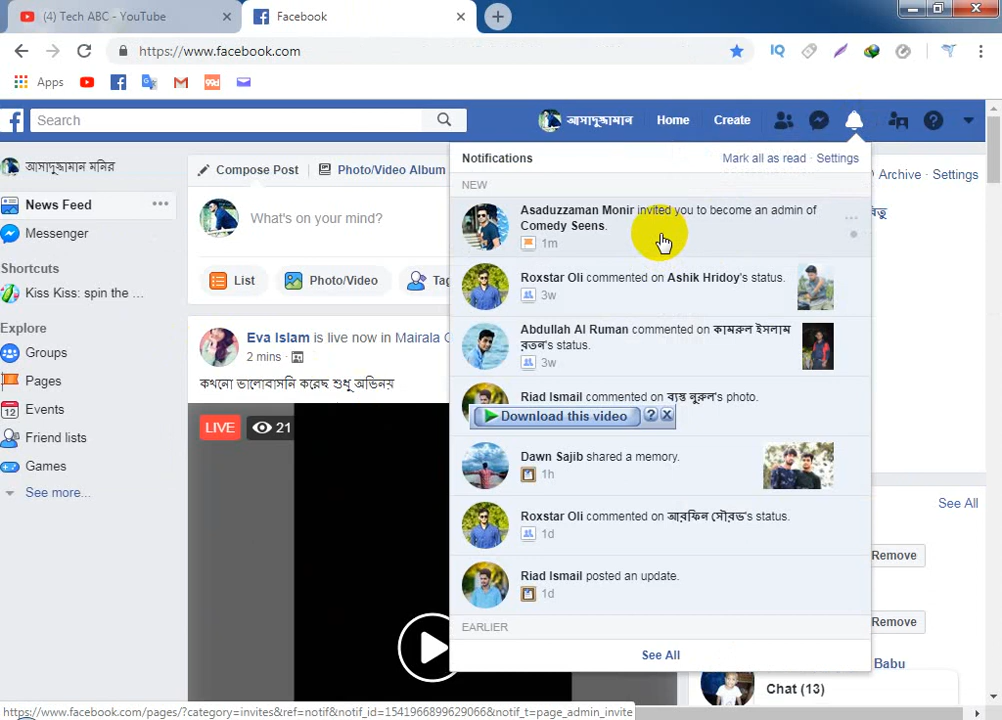 (4) Tech ABC - YouTube
Facebook
https://www.facebook.com
IQ
Apps
99d
Search
আসাদুজ্জামান
Home
Create
আসাদুজ্জামান মনির
News Feed
Messenger
Shortcuts
Kiss Kiss: spin the ...
Explore
Groups
Pages
12 Events
Friend lists
Games
See more...
Compose Post
Photo/Video Album
What's on your mind?
List
Photo/Video
Tag
Eva Islam is live now in Mairala
2 mins
কখনো ভালোবাসনি করেছ শুধু অভিনয়
LIVE
21
Notifications
Mark all as read · Settings
NEW
Asaduzzaman Monir invited you to become an admin of
Comedy Seens.
1m
Roxstar Oli commented on Ashik Hridoy's status.
3w
Abdullah Al Ruman commented on কামরুল ইসলাম
রতন's status.
3w
Riad Ismail commented on ব্যস্ত নুরুল's photo.
Download this video ? X
Dawn Sajib shared a memory.
1h
Roxstar Oli commented on আরফিন সৌরভ's status.
1d
Riad Ismail posted an update.
1d
EARLIER
See All
Archive · Settings
See All
Remove
Remove
Babu
Chat (13)
https://www.facebook.com/pages/?category=invites&ref=notif&notif_id=1541966899629066&notif_t=page_admin_invite